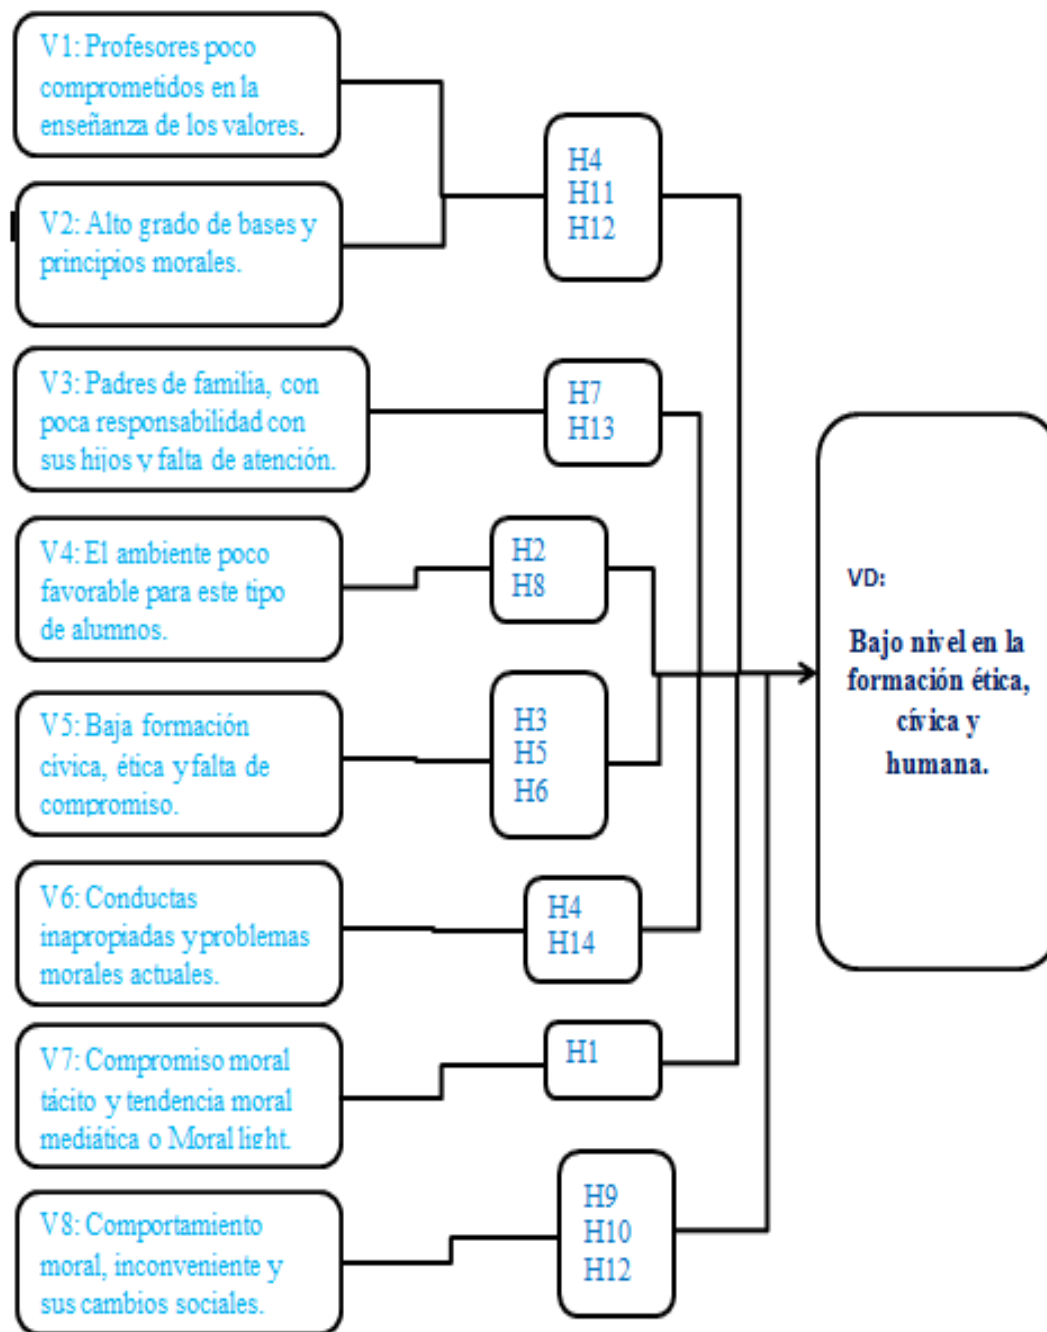 V1: Profesores poco
comprometidos en la
enseñanza de los valores.
V2: Alto grado de bases y
principios morales.
V3: Padres de familia, con
poca responsabilidad con
sus hijos y falta de atención.
V4: El ambiente poco
favorable para este tipo
de alumnos.
V5: Baja formación
cívica, ética y falta de
compromiso.
V6: Conductas
inapropiadas y problemas
morales actuales.
V7: Compromiso moral
tácito y tendencia moral
mediática o Moral light.
V8: Comportamiento
moral, inconveniente y
sus cambios sociales.
H4
H11
H12
H7
H13
H2
H8
H3
H5
H6
H4
H14
H1
H9
H10
H12
VD:
Bajo nivel en la
formación ética,
cívica y
humana.